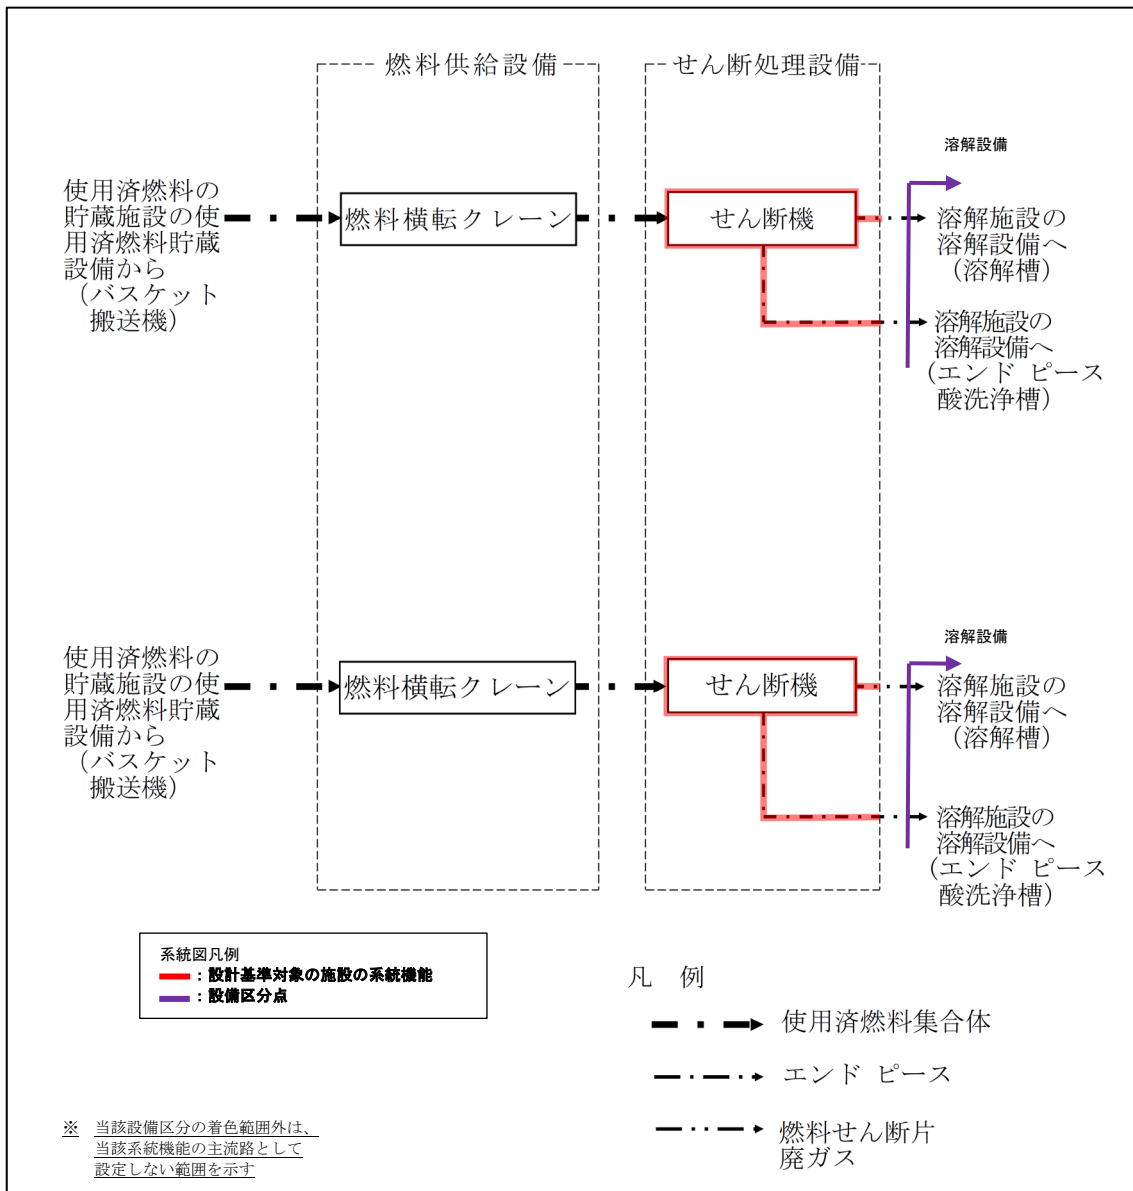 燃料供給設備
せん断処理設備
溶解設備
使用済燃料の
貯蔵施設の使
用済燃料貯蔵
設備から
（バスケット
搬送機）
燃料横転クレーン
せん断機
溶解施設の
溶解設備へ
（溶解槽）
溶解施設の
溶解設備へ
（エンド ピース
酸洗浄槽）
溶解設備
使用済燃料の
貯蔵施設の使
用済燃料貯蔵
設備から
（バスケット
搬送機）
燃料横転クレーン
せん断機
溶解施設の
溶解設備へ
（溶解槽）
溶解施設の
溶解設備へ
（エンド ピース
酸洗浄槽）
系統図凡例
：設計基準対象の施設の系統機能
：設備区分点
凡 例
使用済燃料集合体
エンド ピース
燃料せん断片
廃ガス
※ 当該設備区分の着色範囲外は、
当該系統機能の主流路として
設定しない範囲を示す